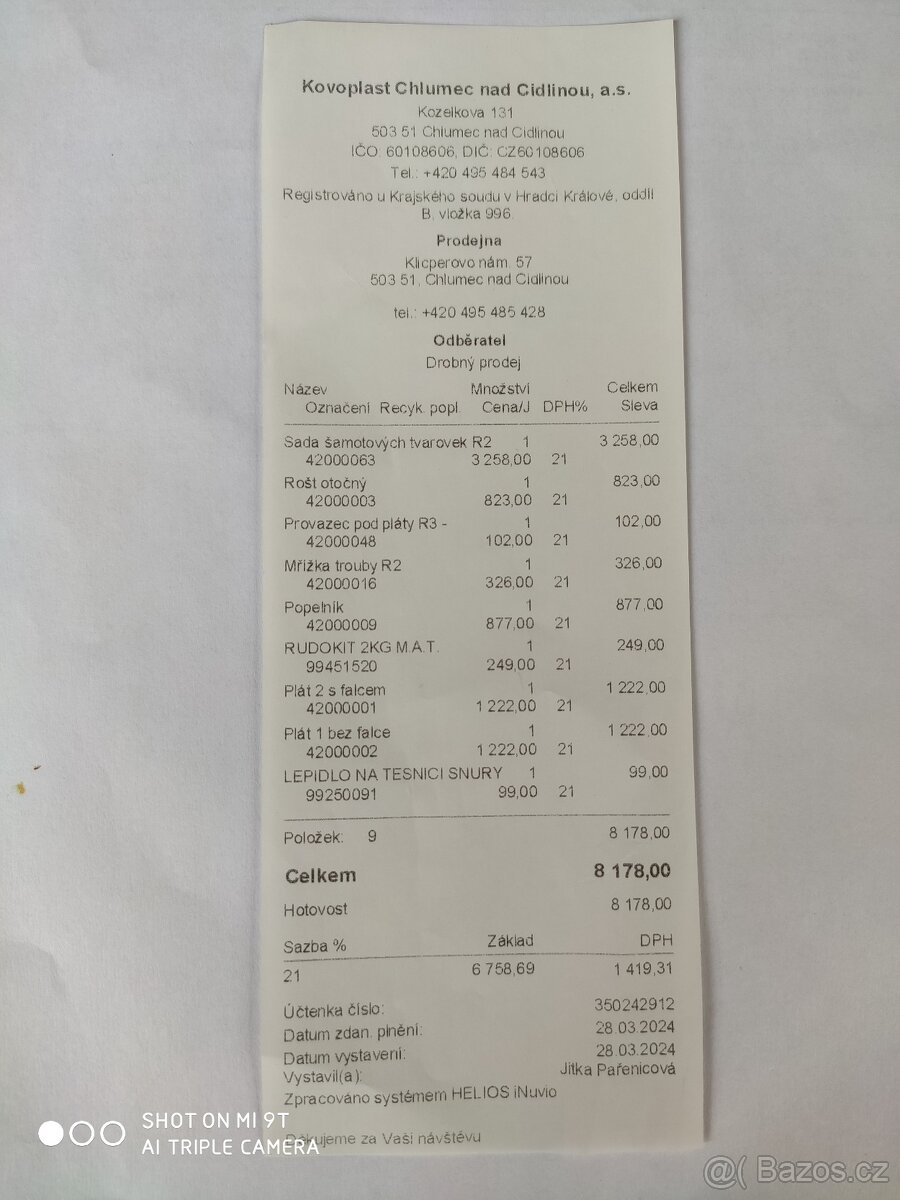 Kovoplast Chlumec nad Cidlinou, a.s.
Kozelkova 131
503 51 Chlumec nad Cidlinou
IČO: 60108606, DIČ: CZ60108606
Tel.: +420 495 484 543
Registrováno u Krajského soudu v Hradci Králové, oddíl
B, vložka 996.
Prodejna
Klicperovo nám. 57
503 51, Chlumec nad Cidlinou
tel.: +420 495 485 428
Odběratel
Drobný prodej
Název Množství Celkem
Označení Recyk. popl. Cena/J DPH% Sleva
Sada šamotových tvarovek R2 1 3 258,00
42000063 3 258,00 21
Rošt otočný 1 823,00
42000003 823,00 21
Provazec pod pláty R3 - 1 102,00
42000048 102,00 21
Mřížka trouby R2 1 326,00
42000016 326,00 21
Popelník 1 877,00
42000009 877,00 21
RUDOKIT 2KG M.A.T. 1 249,00
99451520 249,00 21
Plát 2 s falcem 1 1 222,00
42000001 1 222,00 21
Plát 1 bez falce 1 1 222,00
42000002 1 222,00 21
LEPIDLO NA TESNICI SNURY 1 99,00
99250091 99,00 21
Položek: 9 8 178,00
Celkem 8 178,00
Hotovost 8 178,00
Sazba % Základ DPH
21 6 758,69 1 419,31
Účtenka číslo: 350242912
Datum zdan. plnění: 28.03.2024
Datum vystavení: 28.03.2024
Vystavil(a): Jitka Pařenicová
Zpracováno systémem HELIOS iNuvio
Děkujeme za Vaši návštěvu
SHOT ON MI 9T
AI TRIPLE CAMERA
@( Bazos.cz